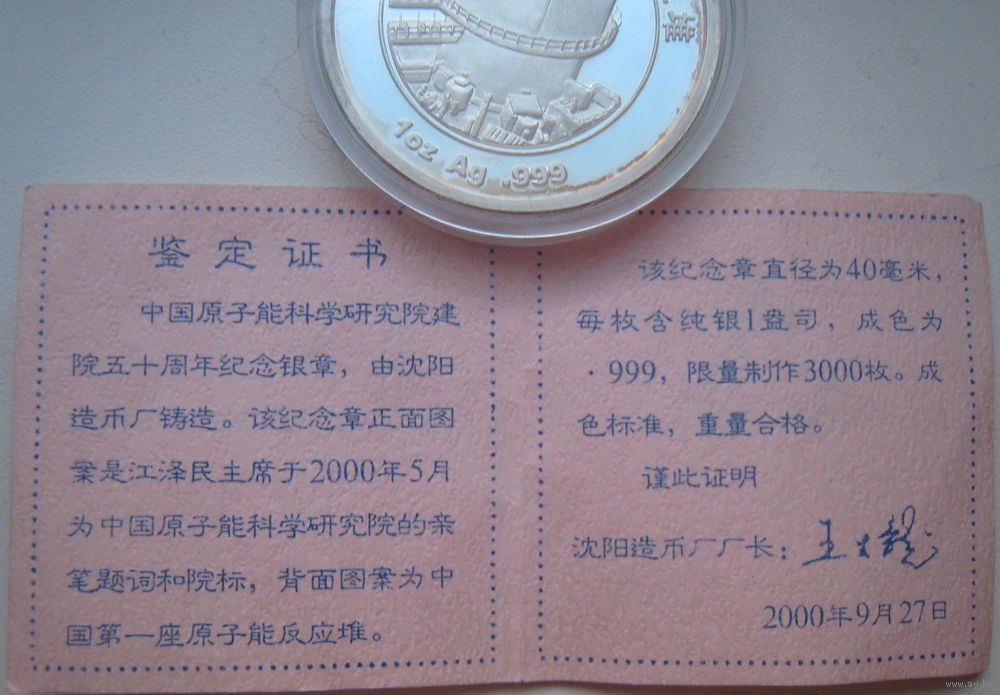 堆
1oz Ag .999
鉴定证书
中国原子能科学研究院建
院五十周年纪念银章，由沈阳
造币厂铸造。该纪念章正面图
案是江泽民主席于2000年5月
为中国原子能科学研究院的亲
笔题词和院标，背面图案为中
国第一座原子能反应堆。
该纪念章直径为40毫米，
每枚含纯银1盎司，成色为
·999，限量制作3000枚。成
色标准，重量合格。
谨此证明
沈阳造币厂厂长：
2000年9月27日